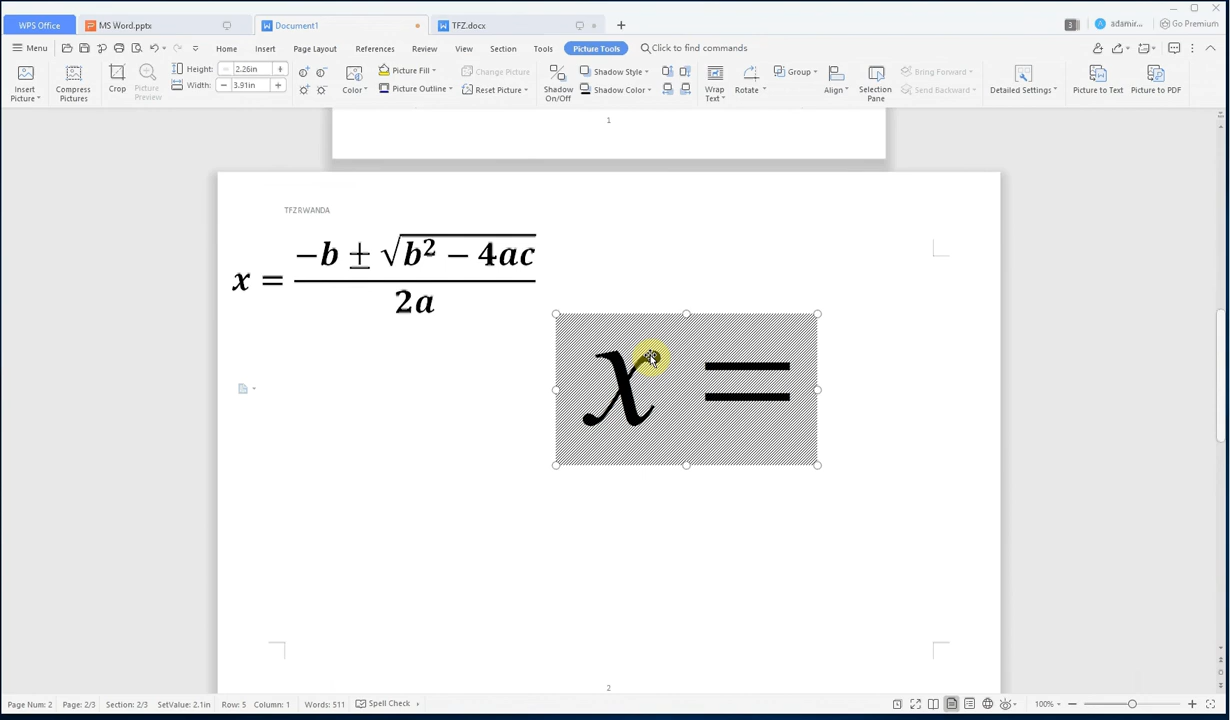 WPS Office MS Word.pptx Document1 TFZ.docx + 3 adamir... Go Premium
Menu Home Insert Page Layout References Review View Section Tools Picture Tools Click to find commands
Height: 2.26in Picture Fill Change Picture Shadow Style Group Bring Forward
Width: 3.91in Picture Outline Reset Picture Shadow Color Send Backward
Insert Picture Compress Pictures Crop Picture Preview Color Shadow On/Off Wrap Text Rotate Align Selection Pane Detailed Settings Picture to Text Picture to PDF
1
TFZRWANDA
x = −b ± √b² − 4ac
2a
x =
2
Page Num: 2 Page: 2/3 Section: 2/3 SetValue: 2.1in Row: 5 Column: 1 Words: 511 Spell Check 100%